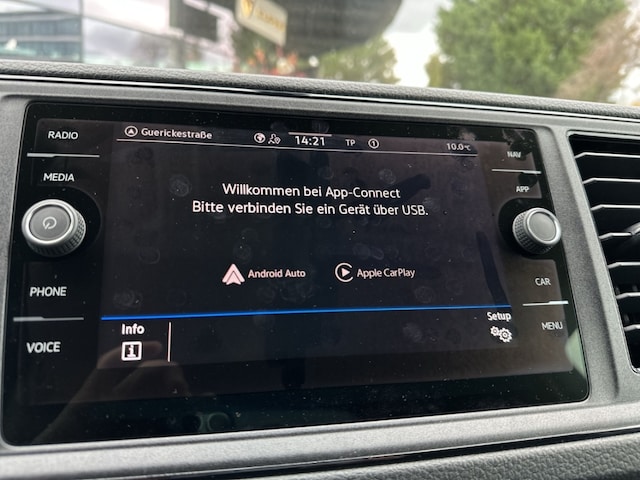 RADIO
MEDIA
PHONE
VOICE
Guerickestraße
14:21 TP 1 10.0°C
Willkommen bei App-Connect
Bitte verbinden Sie ein Gerät über USB.
Android Auto
Apple CarPlay
Info
Setup
NAV
APP
CAR
MENU